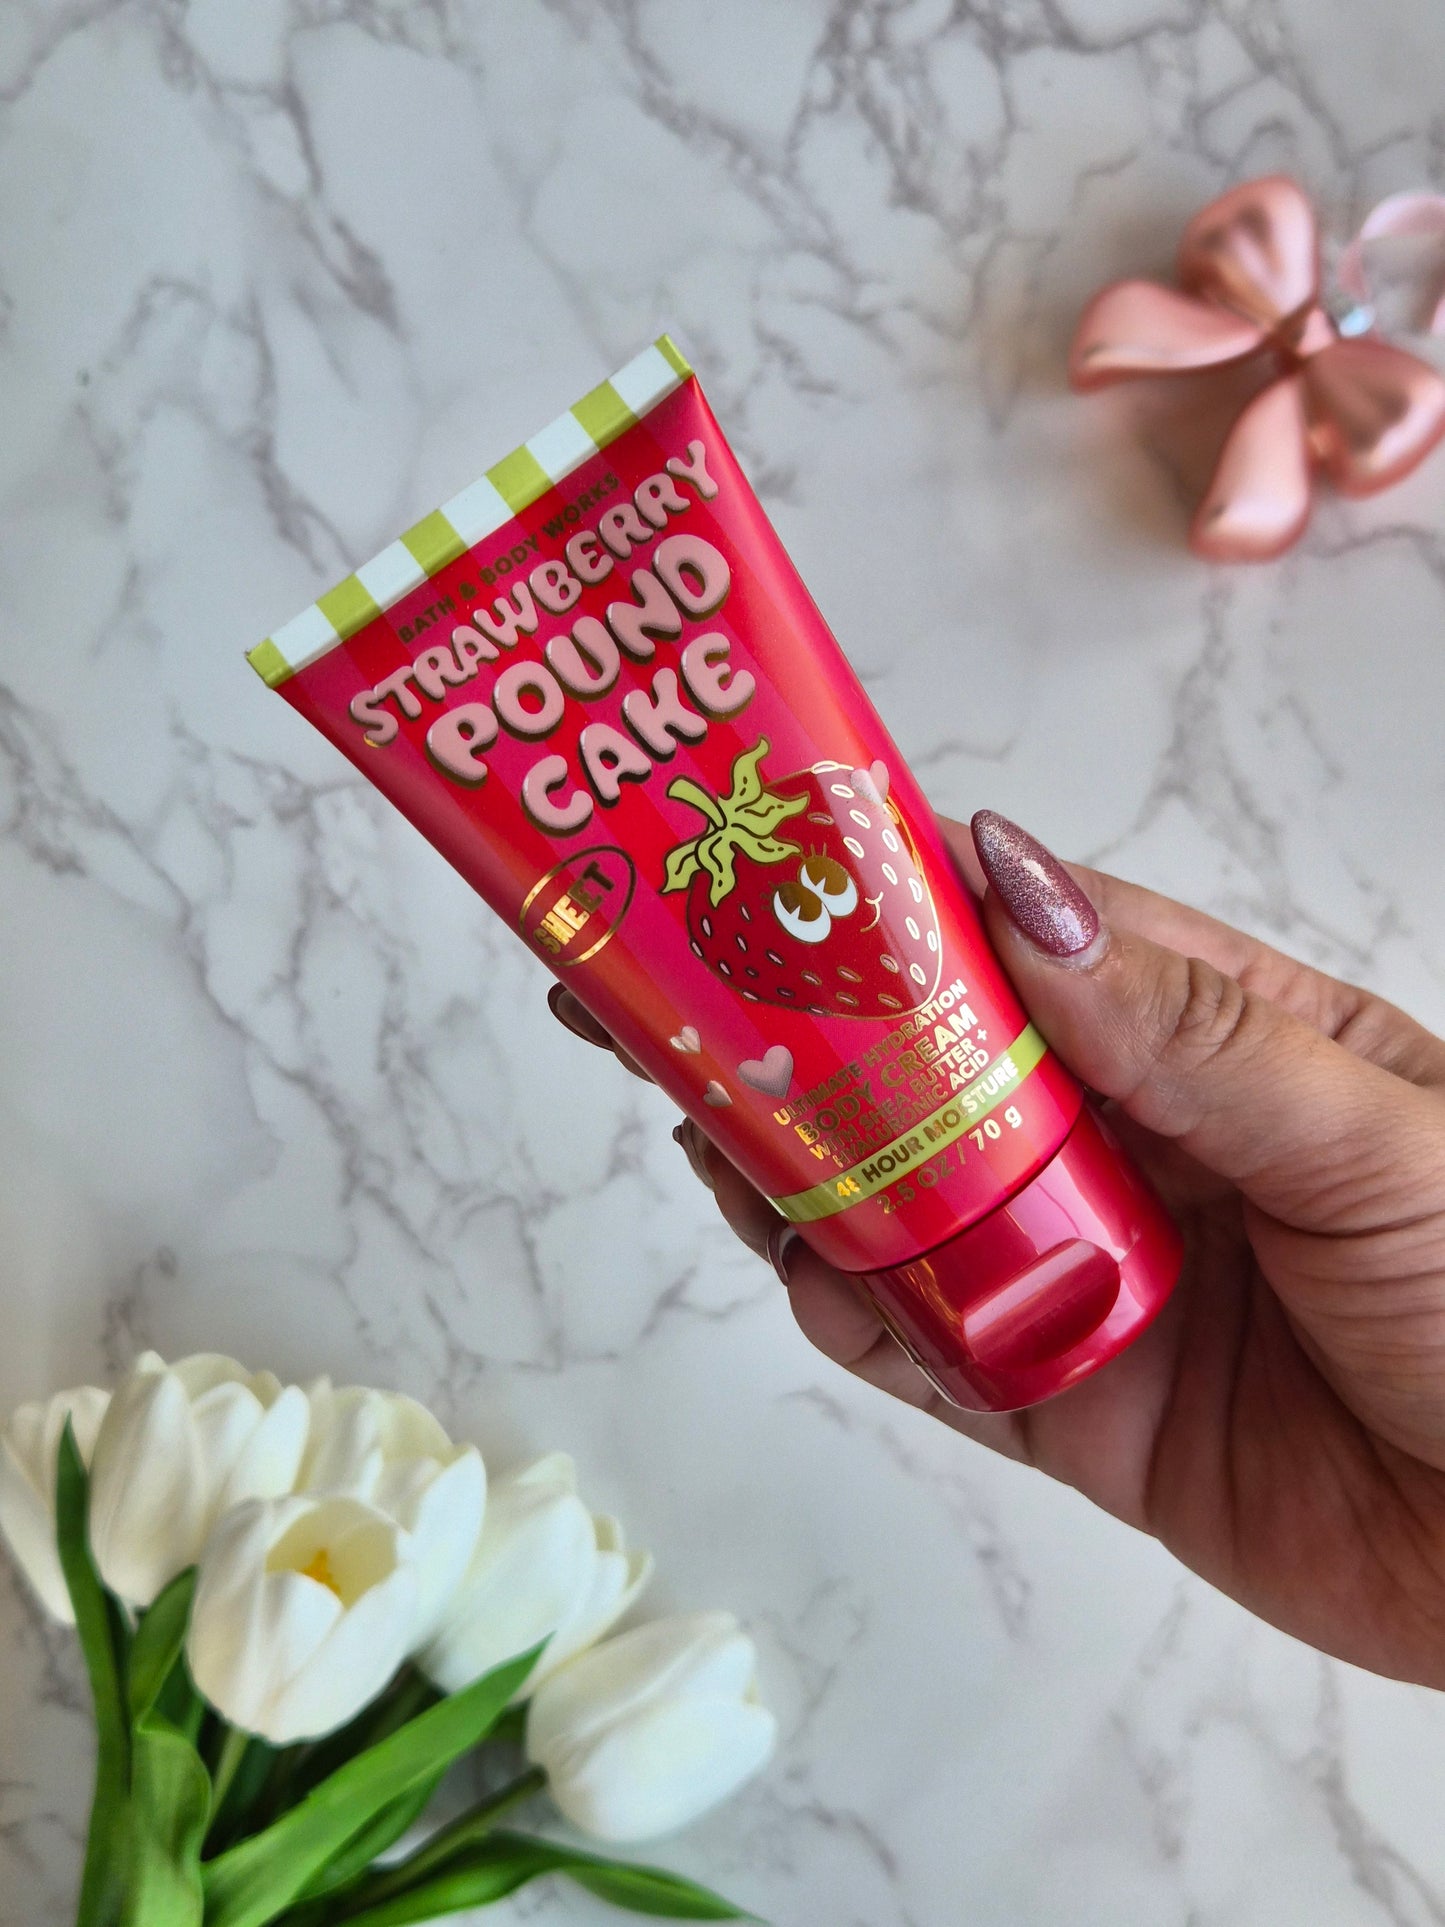 BATH & BODY WORKS
STRAWBERRY
POUND
CAKE
SHEET
ULTIMATE HYDRATION
BODY CREAM
WITH SHEA BUTTER +
HYALURONIC ACID
48 HOUR MOISTURE
2.5 OZ / 70 g